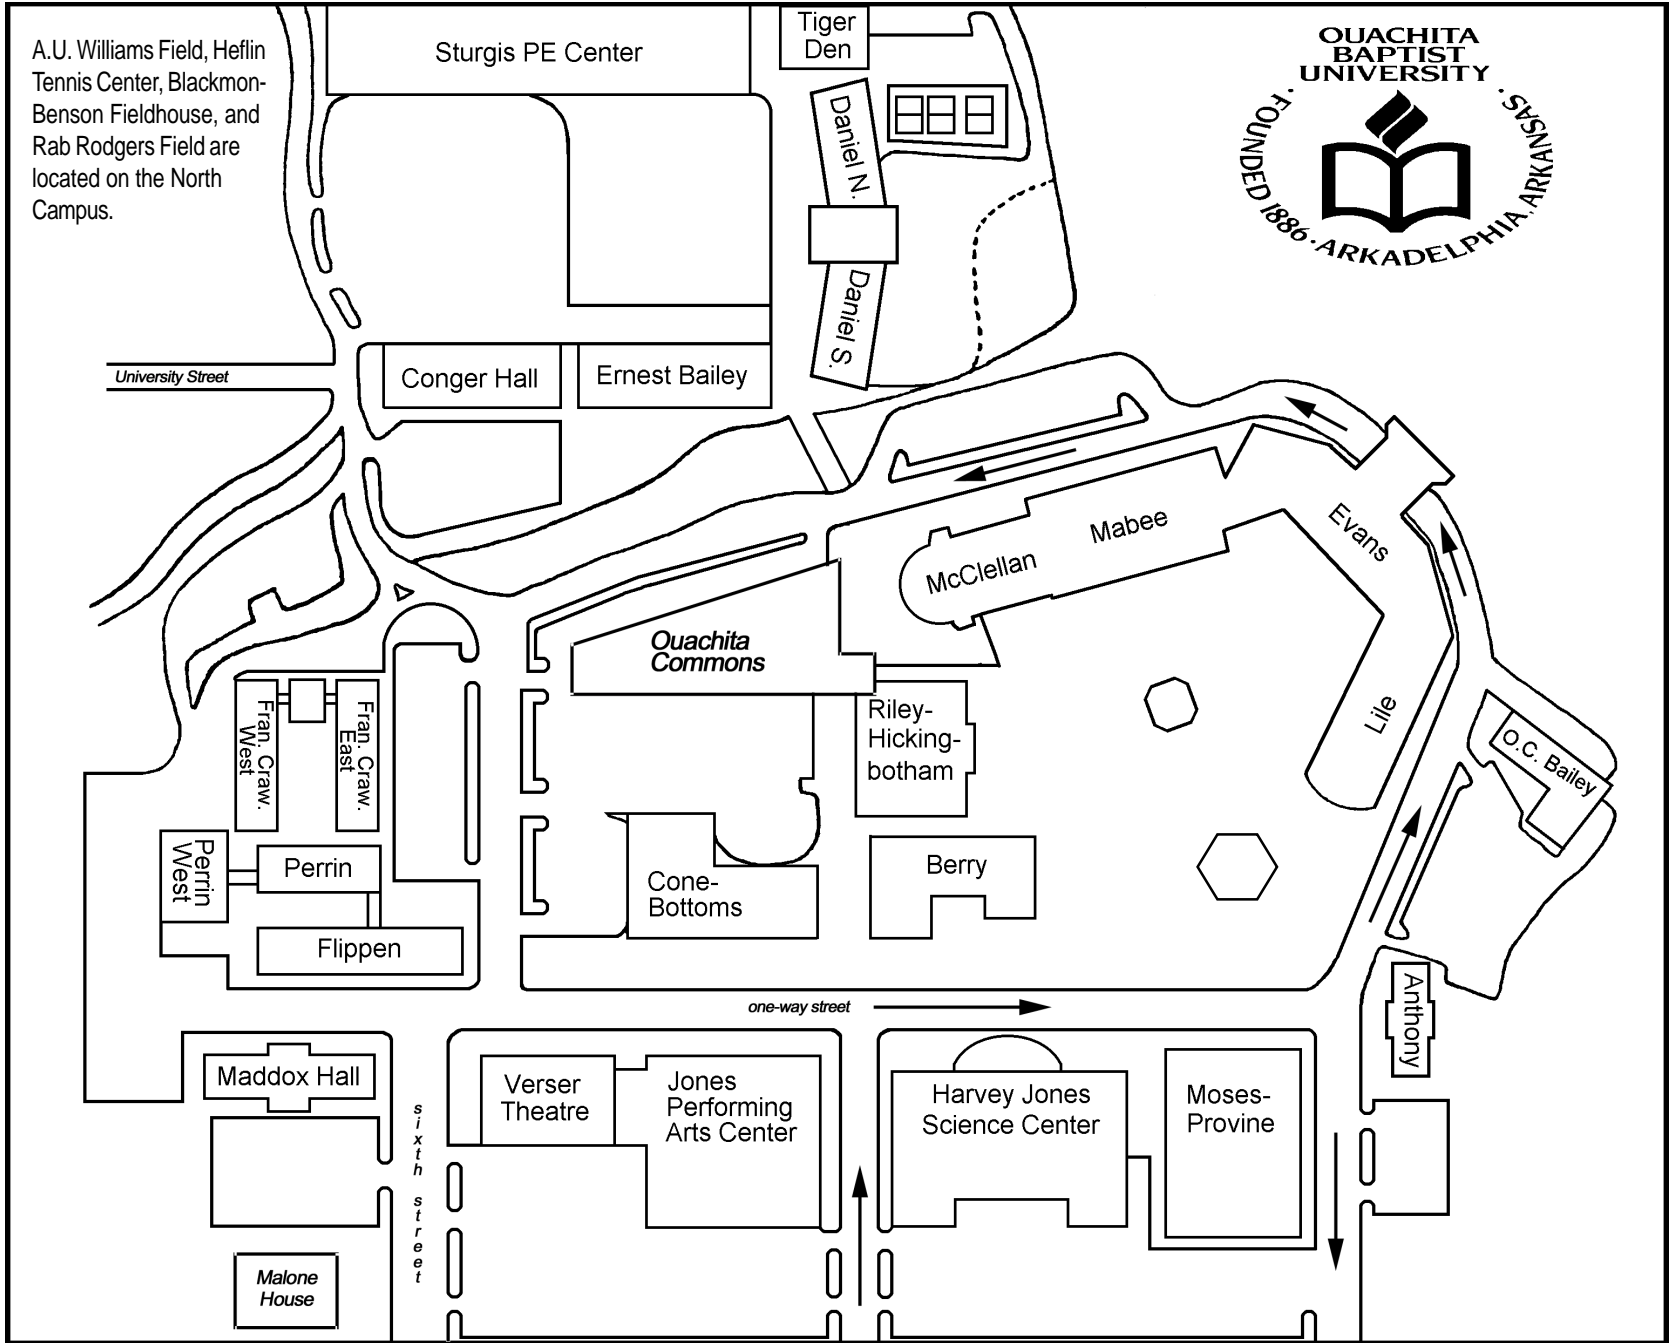 A.U. Williams Field, Heflin
Tennis Center, Blackmon-
Benson Fieldhouse, and
Rab Rodgers Field are
located on the North
Campus.
Sturgis PE Center
Tiger
Den
OUACHITA
BAPTIST
UNIVERSITY
· FOUNDED 1886 · ARKADELPHIA, ARKANSAS ·
Daniel N.
Daniel S.
University Street
Conger Hall
Ernest Bailey
Evans
Mabee
McClellan
Ouachita
Commons
Lile
Riley-
Hicking-
botham
O.C. Bailey
Fran. Craw.
West
Fran. Craw.
East
Perrin
West
Perrin
Flippen
Cone-
Bottoms
Berry
one-way street
Anthony
Maddox Hall
sixth street
Verser
Theatre
Jones
Performing
Arts Center
Harvey Jones
Science Center
Moses-
Provine
Malone
House